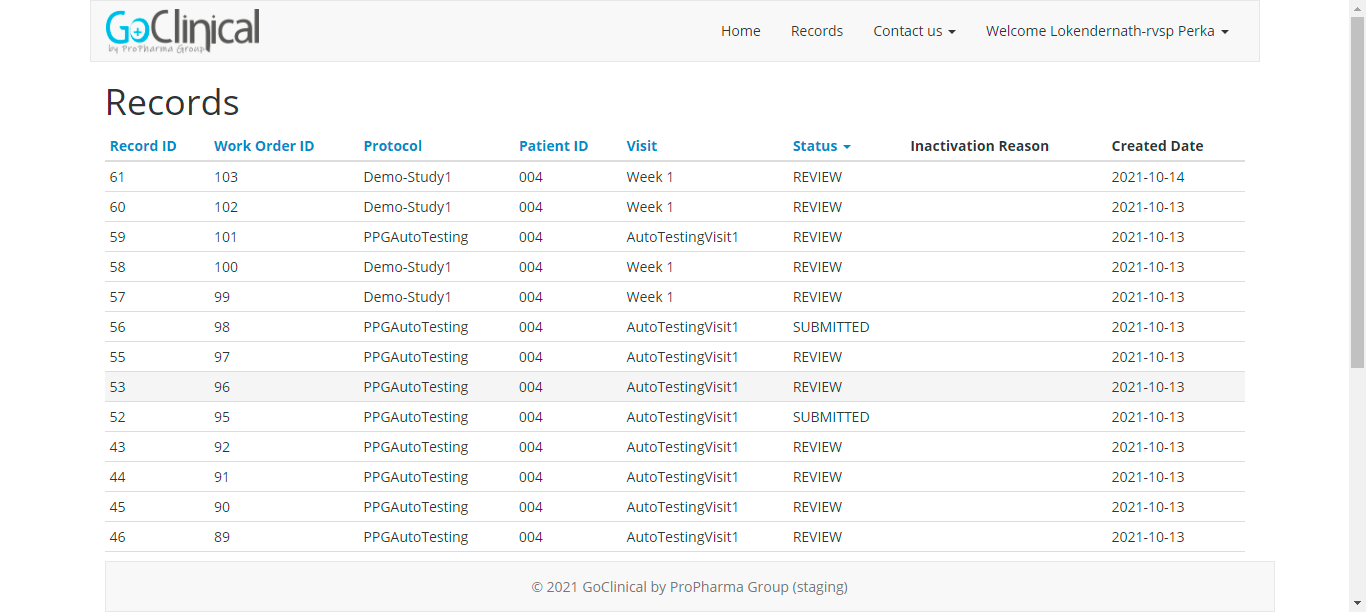 GoClinical
by ProPharma Group
Home Records Contact us Welcome Lokendernath-rvsp Perka
Records
Record ID Work Order ID Protocol Patient ID Visit Status Inactivation Reason Created Date
61 103 Demo-Study1 004 Week 1 REVIEW 2021-10-14
60 102 Demo-Study1 004 Week 1 REVIEW 2021-10-13
59 101 PPGAutoTesting 004 AutoTestingVisit1 REVIEW 2021-10-13
58 100 Demo-Study1 004 Week 1 REVIEW 2021-10-13
57 99 Demo-Study1 004 Week 1 REVIEW 2021-10-13
56 98 PPGAutoTesting 004 AutoTestingVisit1 SUBMITTED 2021-10-13
55 97 PPGAutoTesting 004 AutoTestingVisit1 REVIEW 2021-10-13
53 96 PPGAutoTesting 004 AutoTestingVisit1 REVIEW 2021-10-13
52 95 PPGAutoTesting 004 AutoTestingVisit1 SUBMITTED 2021-10-13
43 92 PPGAutoTesting 004 AutoTestingVisit1 REVIEW 2021-10-13
44 91 PPGAutoTesting 004 AutoTestingVisit1 REVIEW 2021-10-13
45 90 PPGAutoTesting 004 AutoTestingVisit1 REVIEW 2021-10-13
46 89 PPGAutoTesting 004 AutoTestingVisit1 REVIEW 2021-10-13
© 2021 GoClinical by ProPharma Group (staging)